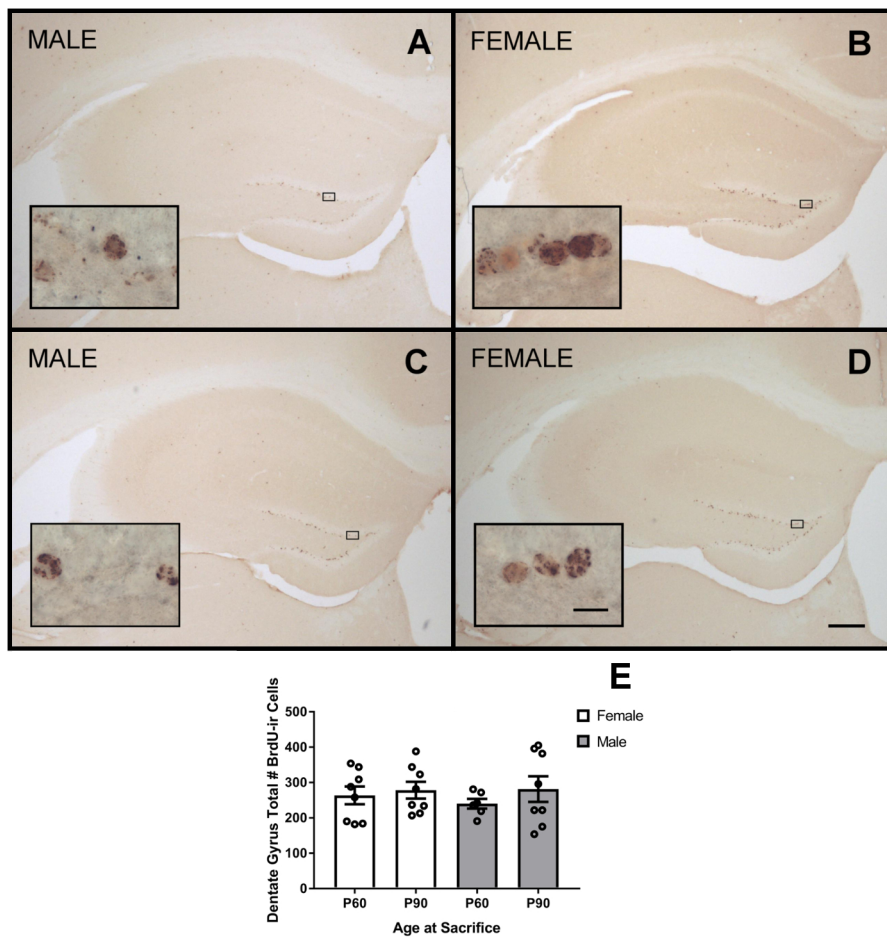 MALE
A
FEMALE
B
MALE
C
FEMALE
D
E
Dentate Gyrus Total # BrdU-ir Cells
500
400
300
200
100
0
P60
P90
P60
P90
Age at Sacrifice
Female
Male